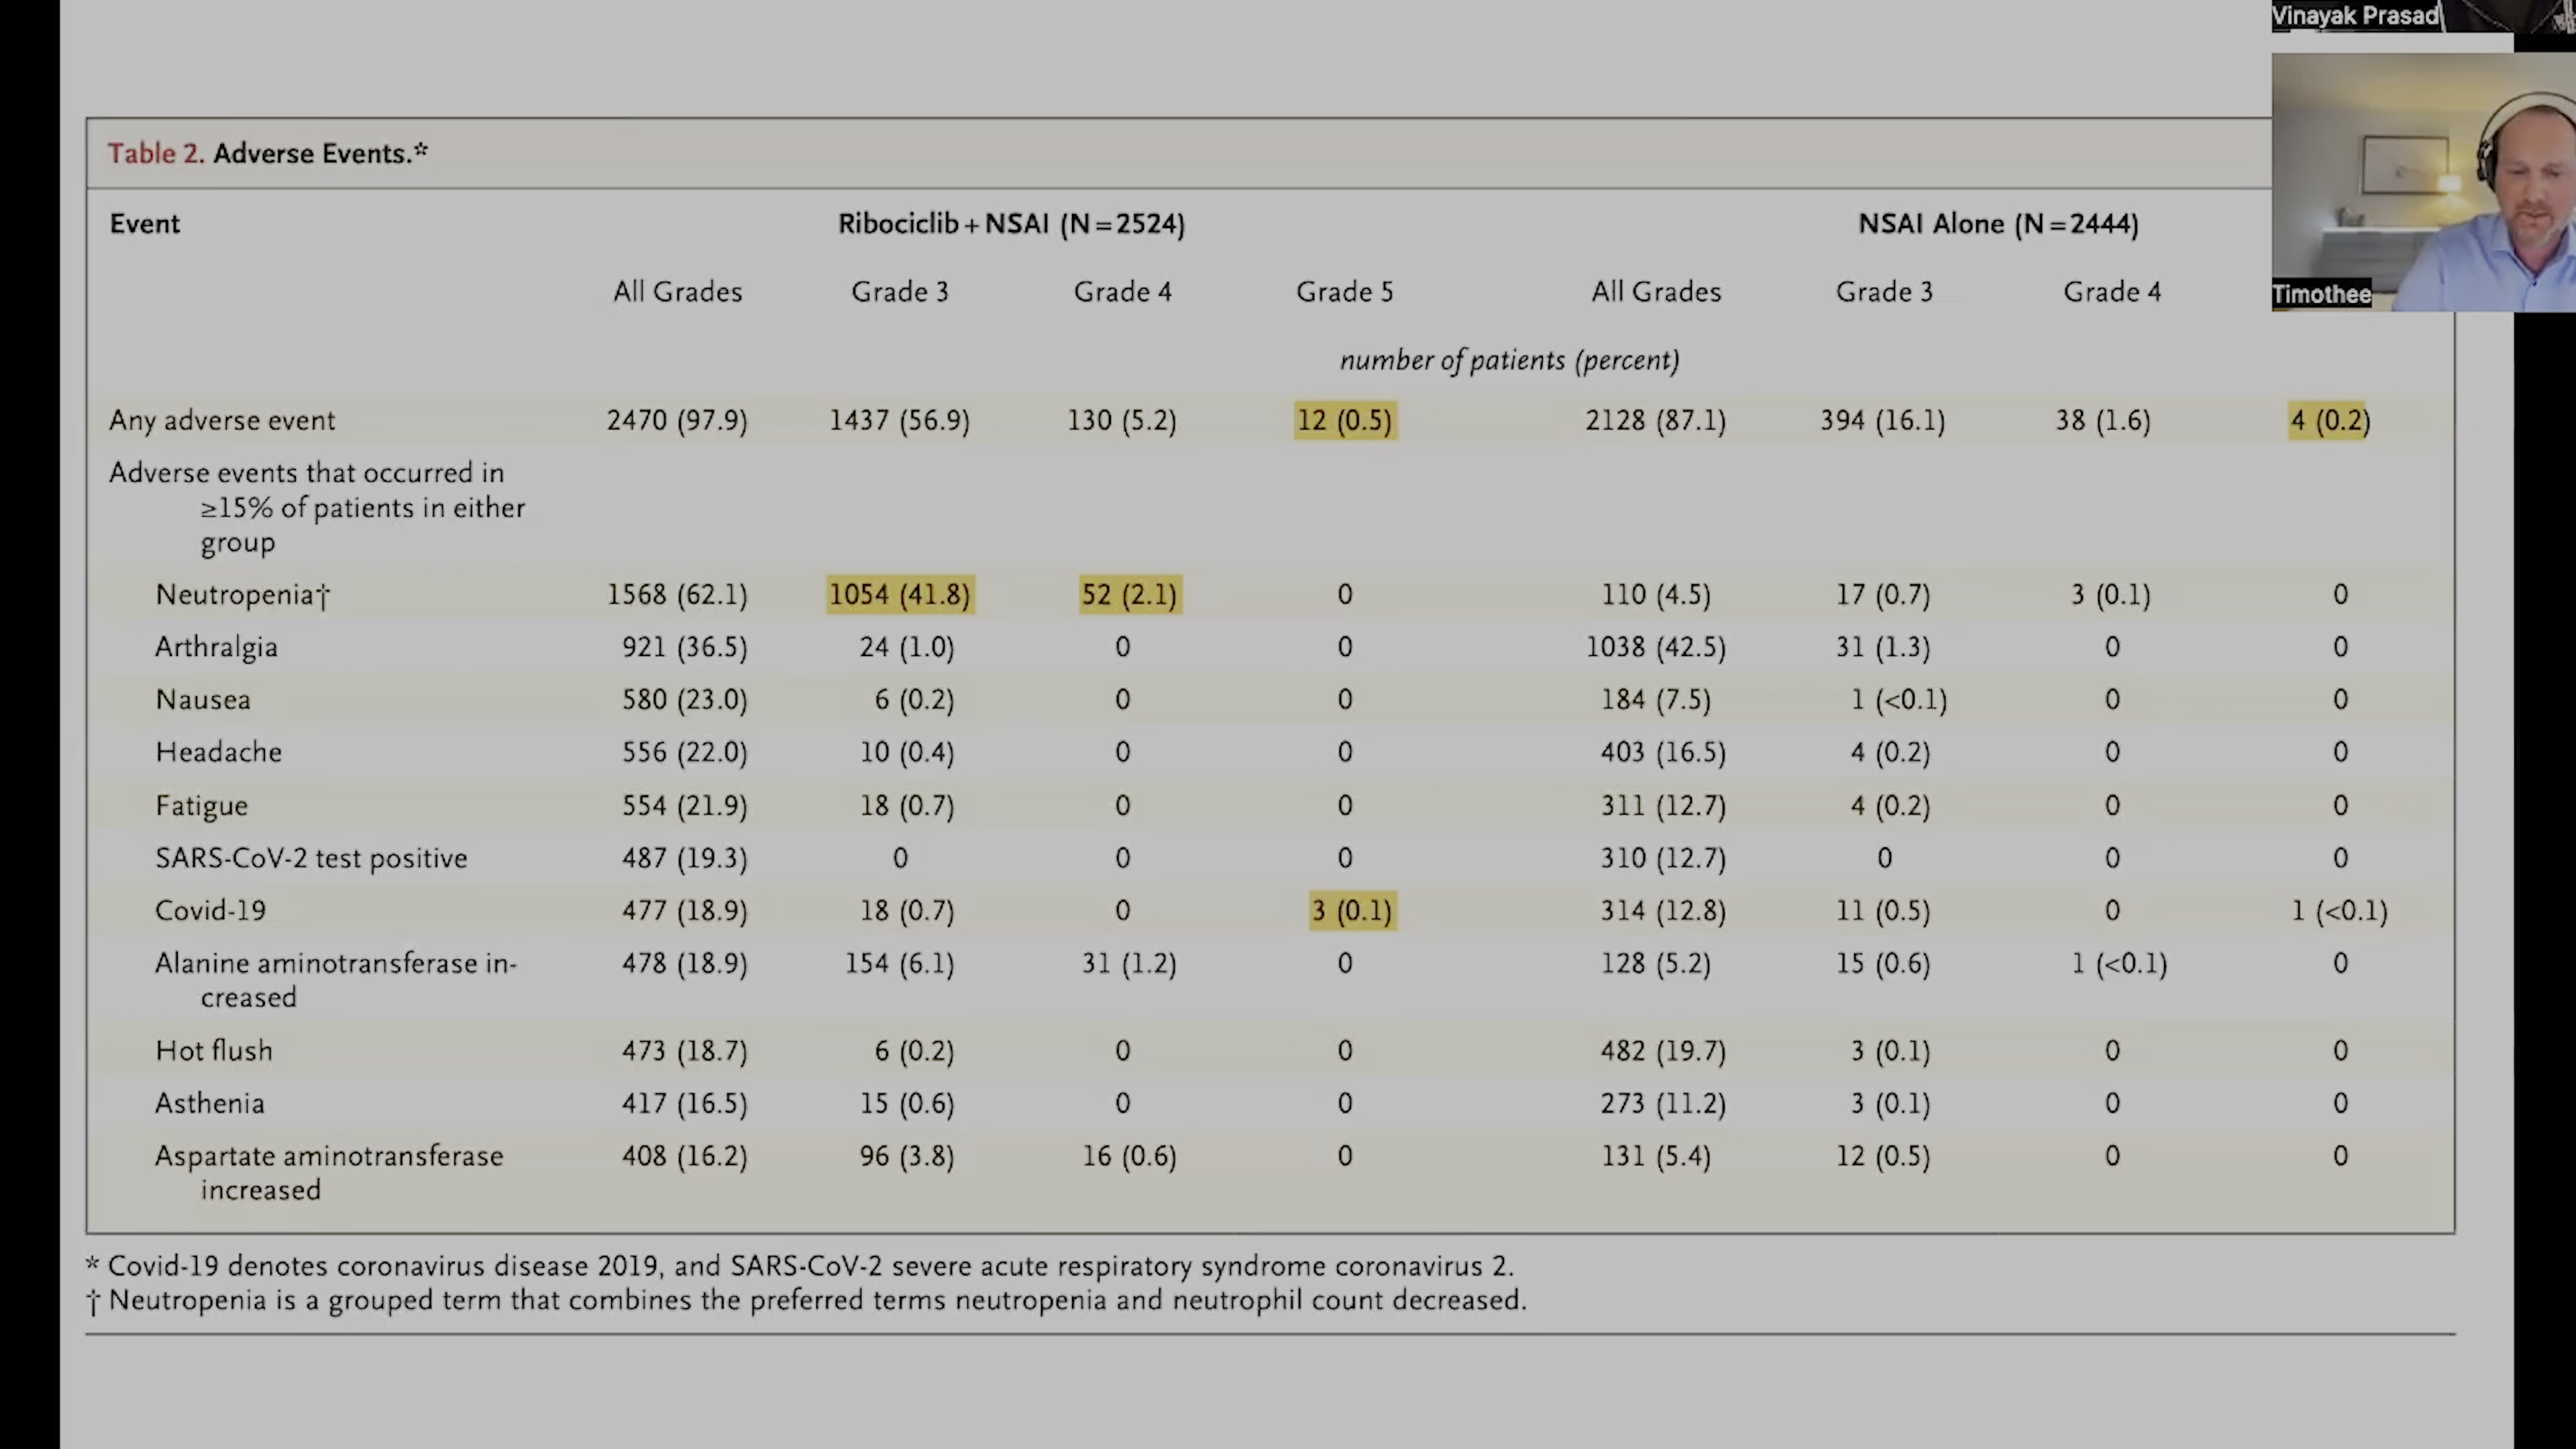 Vinayak Prasad
Timothee
Table 2. Adverse Events.*
Event Ribociclib + NSAI (N = 2524) NSAI Alone (N = 2444)
All Grades Grade 3 Grade 4 Grade 5 All Grades Grade 3 Grade 4
number of patients (percent)
Any adverse event 2470 (97.9) 1437 (56.9) 130 (5.2) 12 (0.5) 2128 (87.1) 394 (16.1) 38 (1.6) 4 (0.2)
Adverse events that occurred in
≥15% of patients in either
group
Neutropenia† 1568 (62.1) 1054 (41.8) 52 (2.1) 0 110 (4.5) 17 (0.7) 3 (0.1) 0
Arthralgia 921 (36.5) 24 (1.0) 0 0 1038 (42.5) 31 (1.3) 0 0
Nausea 580 (23.0) 6 (0.2) 0 0 184 (7.5) 1 (<0.1) 0 0
Headache 556 (22.0) 10 (0.4) 0 0 403 (16.5) 4 (0.2) 0 0
Fatigue 554 (21.9) 18 (0.7) 0 0 311 (12.7) 4 (0.2) 0 0
SARS-CoV-2 test positive 487 (19.3) 0 0 0 310 (12.7) 0 0 0
Covid-19 477 (18.9) 18 (0.7) 0 3 (0.1) 314 (12.8) 11 (0.5) 0 1 (<0.1)
Alanine aminotransferase in- 478 (18.9) 154 (6.1) 31 (1.2) 0 128 (5.2) 15 (0.6) 1 (<0.1) 0
creased
Hot flush 473 (18.7) 6 (0.2) 0 0 482 (19.7) 3 (0.1) 0 0
Asthenia 417 (16.5) 15 (0.6) 0 0 273 (11.2) 3 (0.1) 0 0
Aspartate aminotransferase 408 (16.2) 96 (3.8) 16 (0.6) 0 131 (5.4) 12 (0.5) 0 0
increased
* Covid-19 denotes coronavirus disease 2019, and SARS-CoV-2 severe acute respiratory syndrome coronavirus 2.
† Neutropenia is a grouped term that combines the preferred terms neutropenia and neutrophil count decreased.